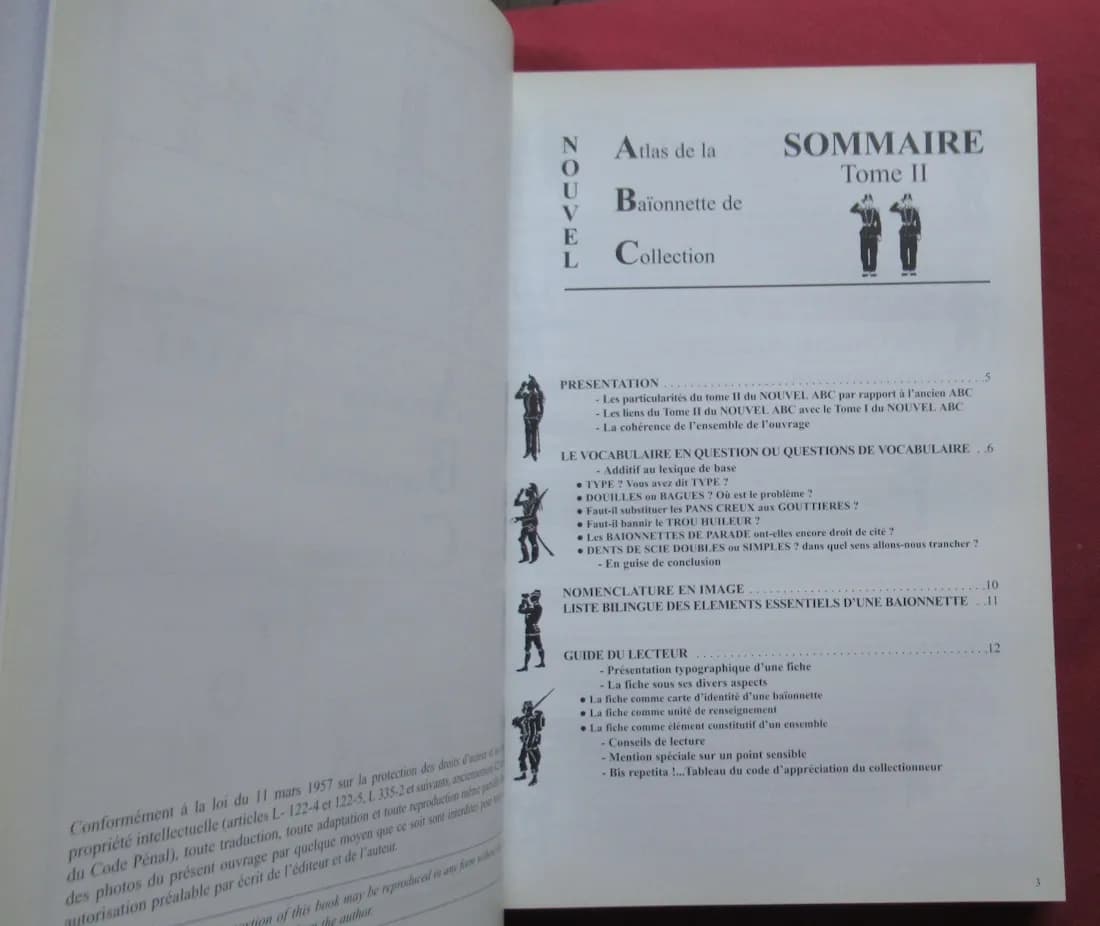 Conformément à la loi du 11 mars 1957 sur la protection des droits d'auteur et
propriété intellectuelle (articles L- 122-4 et 122-5, L 335-2 et suivants, anciennement
du Code Pénal), toute traduction, toute adaptation et toute reproduction même
des photos du présent ouvrage par quelque moyen que ce soit sont interdites
autorisation préalable par écrit de l'éditeur et de l'auteur.
of this book may be reproduced in any form without
the author.
NOUVEL
Atlas de la
Baïonnette de
Collection
SOMMAIRE
Tome II
PRESENTATION . . . . . . . . . . . . . . . . . . . . . . . . . . . . . . . . . . . . . . . . . . . . . . . .5
- Les particularités du tome II du NOUVEL ABC par rapport à l'ancien ABC
- Les liens du Tome II du NOUVEL ABC avec le Tome I du NOUVEL ABC
- La cohérence de l'ensemble de l'ouvrage
LE VOCABULAIRE EN QUESTION OU QUESTIONS DE VOCABULAIRE . .6
- Additif au lexique de base
• TYPE ? Vous avez dit TYPE ?
• DOUILLES ou BAGUES ? Où est le problème ?
• Faut-il substituer les PANS CREUX aux GOUTTIERES ?
• Faut-il bannir le TROU HUILEUR ?
• Les BAIONNETTES DE PARADE ont-elles encore droit de cité ?
• DENTS DE SCIE DOUBLES ou SIMPLES ? dans quel sens allons-nous trancher ?
- En guise de conclusion
NOMENCLATURE EN IMAGE . . . . . . . . . . . . . . . . . . . . . . . . . . . . . . . . . . .10
LISTE BILINGUE DES ELEMENTS ESSENTIELS D'UNE BAIONNETTE . .11
GUIDE DU LECTEUR . . . . . . . . . . . . . . . . . . . . . . . . . . . . . . . . . . . . . . . . . . .12
- Présentation typographique d'une fiche
- La fiche sous ses divers aspects
• La fiche comme carte d'identité d'une baïonnette
• La fiche comme unité de renseignement
• La fiche comme élément constitutif d'un ensemble
- Conseils de lecture
- Mention spéciale sur un point sensible
- Bis repetita !...Tableau du code d'appréciation du collectionneur
3